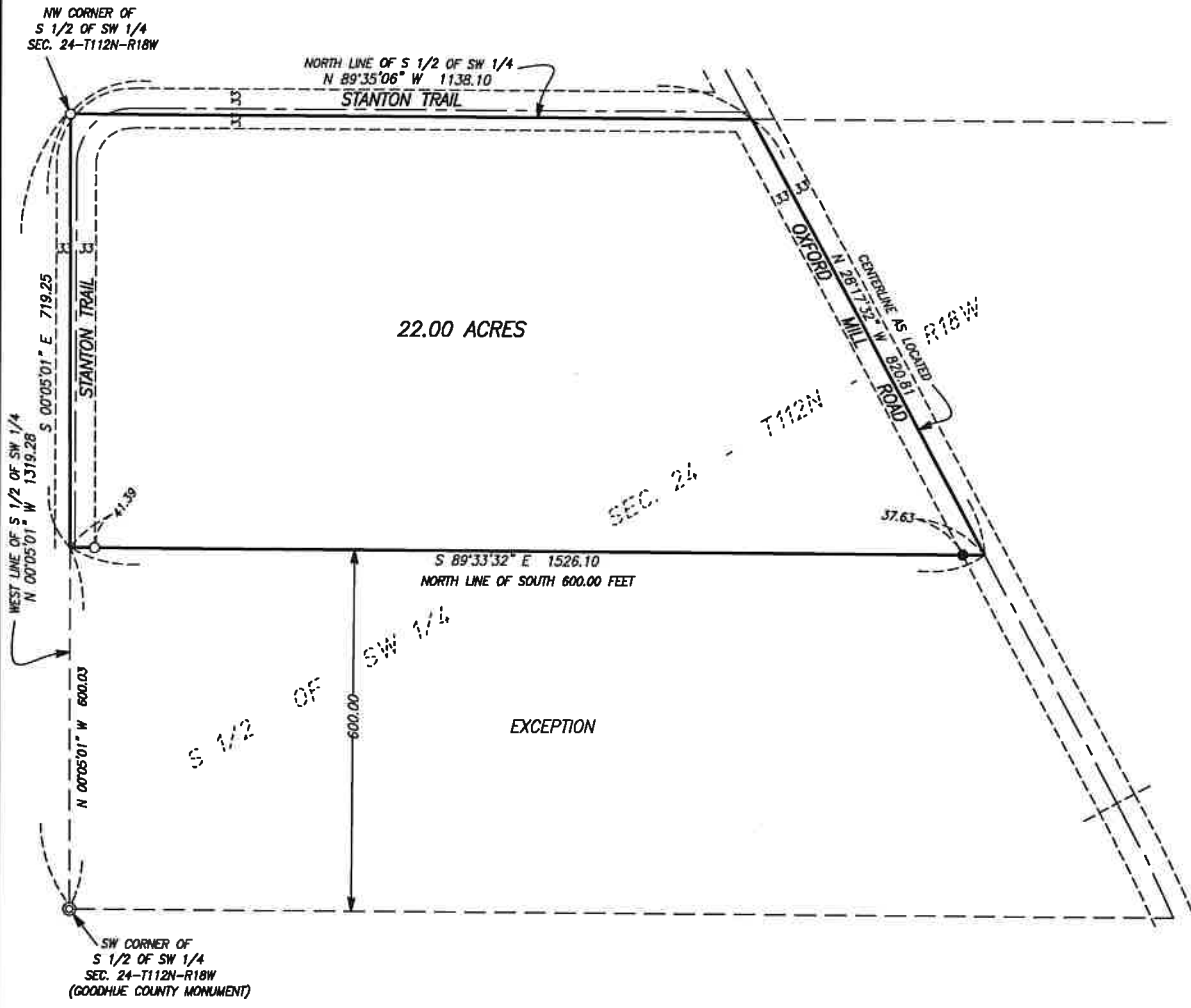 NW CORNER OF
S 1/2 OF SW 1/4
SEC. 24-T112N-R18W
NORTH LINE OF S 1/2 OF SW 1/4
N 89°35'06" W 1138.10
STANTON TRAIL
33
33
33
33
STANTON TRAIL
S 00°05'01" E 719.25
WEST LINE OF S 1/2 OF SW 1/4
N 00°05'01" W 1319.28
22.00 ACRES
33
33
OXFORD MILL ROAD
N 28°17'32" W 820.81
CENTERLINE AS LOCATED
SEC. 24 - T112N - R18W
41.39
37.63
S 89°33'32" E 1526.10
NORTH LINE OF SOUTH 600.00 FEET
S 1/2 OF SW 1/4
N 00°05'01" W 600.03
600.00
EXCEPTION
SW CORNER OF
S 1/2 OF SW 1/4
SEC. 24-T112N-R18W
(GOODHUE COUNTY MONUMENT)